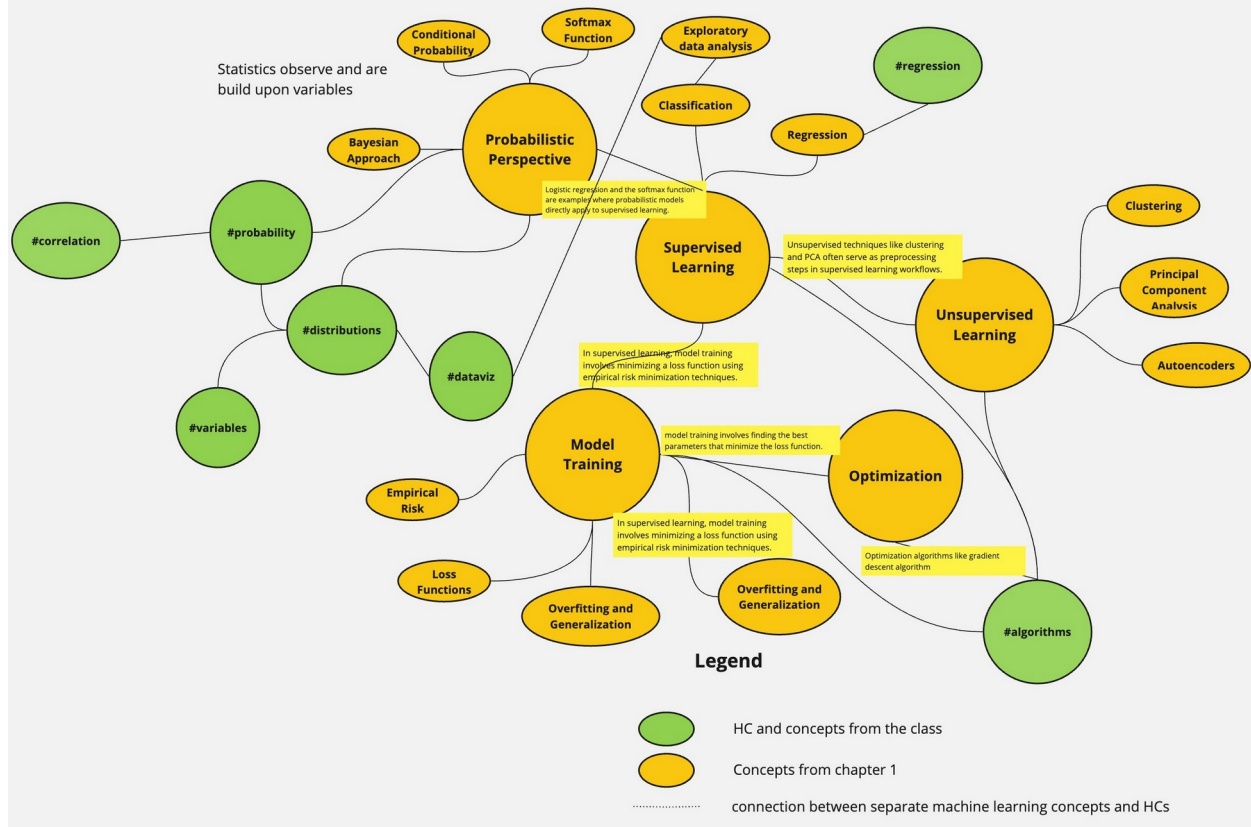 Conditional
Probability
Softmax
Function
Exploratory
data analysis
#regression
Statistics observe and are
build upon variables
Classification
Regression
Bayesian
Approach
Probabilistic
Perspective
Logistic regression and the softmax function
are examples where probabilistic models
directly apply to supervised learning.
Clustering
#correlation
#probability
Supervised
Learning
Unsupervised techniques like clustering
and PCA often serve as preprocessing
steps in supervised learning workflows.
Principal
Component
Analysis
Unsupervised
Learning
#distributions
Autoencoders
#dataviz
In supervised learning, model training
involves minimizing a loss function using
empirical risk minimization techniques.
#variables
Model
Training
model training involves finding the best
parameters that minimize the loss function.
Optimization
Empirical
Risk
In supervised learning, model training
involves minimizing a loss function using
empirical risk minimization techniques.
Optimization algorithms like gradient
descent algorithm
Loss
Functions
Overfitting and
Generalization
Overfitting and
Generalization
#algorithms
Legend
HC and concepts from the class
Concepts from chapter 1
connection between separate machine learning concepts and HCs